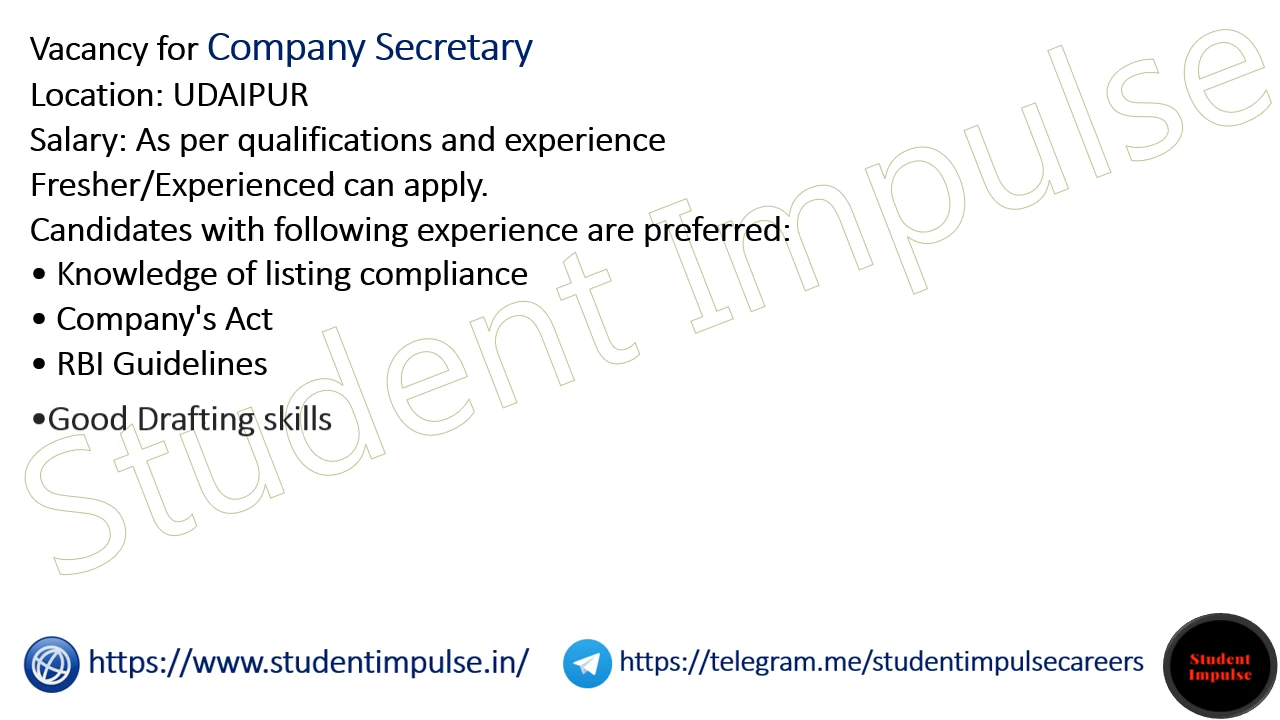 Vacancy for Company Secretary
Location: UDAIPUR
Salary: As per qualifications and experience
Fresher/Experienced can apply.
Candidates with following experience are preferred:
• Knowledge of listing compliance
• Company's Act
• RBI Guidelines
•Good Drafting skills
Student Impulse
https://www.studentimpulse.in/
https://telegram.me/studentimpulsecareers
Student
Impulse